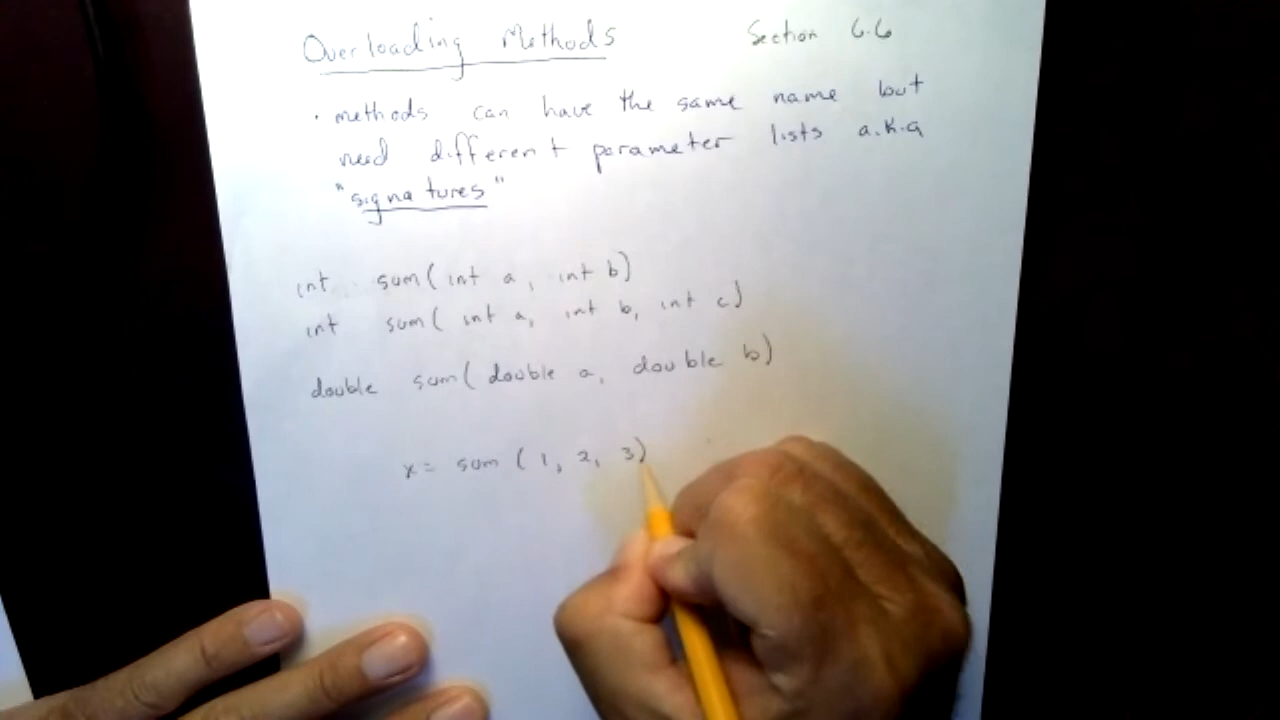 Overloading Methods Section 6.6
• methods can have the same name but
need different parameter lists a.k.a
"signatures"
int sum( int a, int b)
int sum( int a, int b, int c)
double sum( double a, double b)
x = sum ( 1, 2, 3)